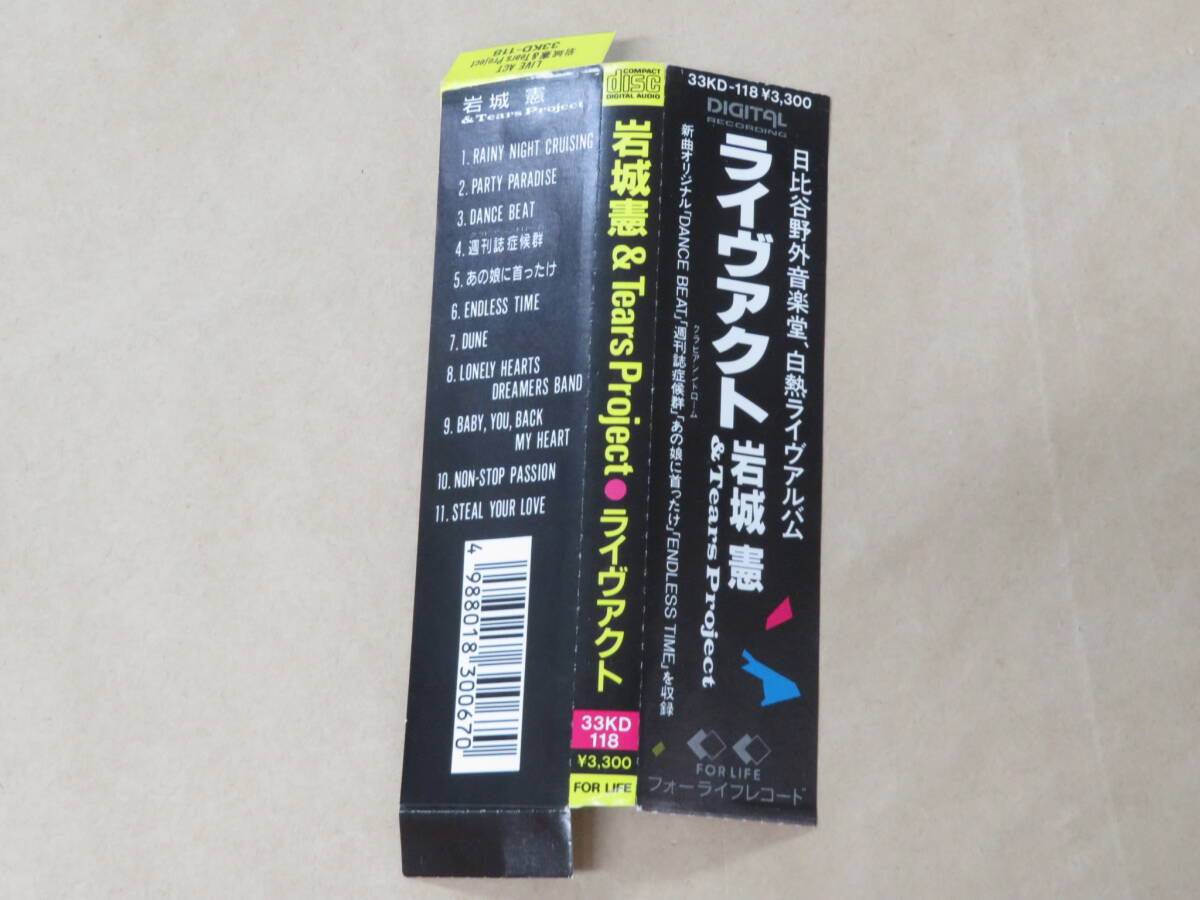 LIVE ACT
岩城 憲 & Tears Project
33KD-118
岩城 憲
& Tears Project
1. RAINY NIGHT CRUISING
2. PARTY PARADISE
3. DANCE BEAT
4. 週刊誌症候群
5. あの娘に首ったけ
6. ENDLESS TIME
7. DUNE
8. LONELY HEARTS
DREAMERS BAND
9. BABY, YOU, BACK
MY HEART
10. NON-STOP PASSION
11. STEAL YOUR LOVE
4 988018 300670
COMPACT
disc
DIGITAL AUDIO
岩城 憲 & Tears Project●ライヴアクト
33KD
118
¥3,300
FOR LIFE
33KD-118 ¥3,300
DIGITAL
RECORDING
日比谷野外音楽堂、白熱ライヴアルバム
ライヴアクト 岩城 憲
& Tears Project
新曲オリジナル「DANCE BEAT」「週刊誌症候群」「あの娘に首ったけ」「ENDLESS TIME」を収録
FOR LIFE
フォーライフレコード